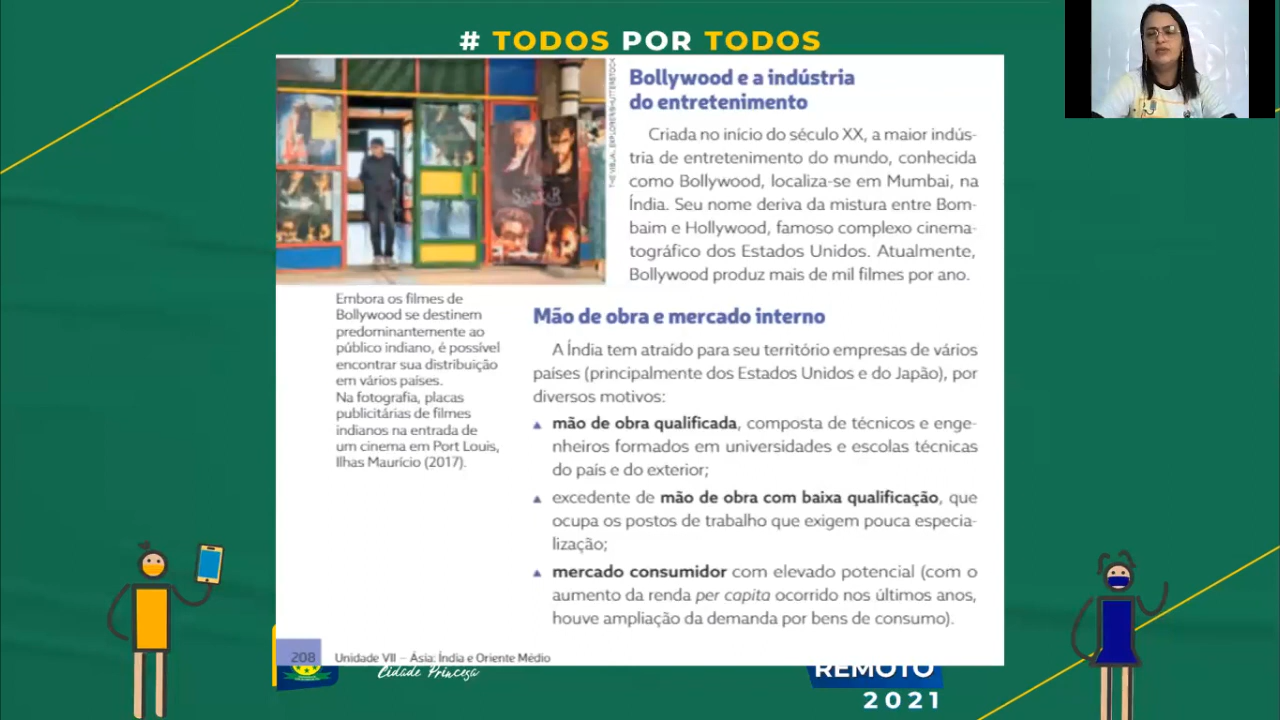 # TODOS POR TODOS
THE VISUAL EXPLORER/SHUTTERSTOCK
Bollywood e a indústria
do entretenimento
Criada no início do século XX, a maior indús-
tria de entretenimento do mundo, conhecida
como Bollywood, localiza-se em Mumbai, na
Índia. Seu nome deriva da mistura entre Bom-
baim e Hollywood, famoso complexo cinema-
tográfico dos Estados Unidos. Atualmente,
Bollywood produz mais de mil filmes por ano.
Embora os filmes de
Bollywood se destinem
predominantemente ao
público indiano, é possível
encontrar sua distribuição
em vários países.
Na fotografia, placas
publicitárias de filmes
indianos na entrada de
um cinema em Port Louis,
Ilhas Maurício (2017).
Mão de obra e mercado interno
A Índia tem atraído para seu território empresas de vários
países (principalmente dos Estados Unidos e do Japão), por
diversos motivos:
mão de obra qualificada, composta de técnicos e enge-
nheiros formados em universidades e escolas técnicas
do país e do exterior;
excedente de mão de obra com baixa qualificação, que
ocupa os postos de trabalho que exigem pouca especia-
lização;
mercado consumidor com elevado potencial (com o
aumento da renda per capita ocorrido nos últimos anos,
houve ampliação da demanda por bens de consumo).
208 Unidade VII – Ásia: Índia e Oriente Médio
Cidade Princesa
REMOTO
2021